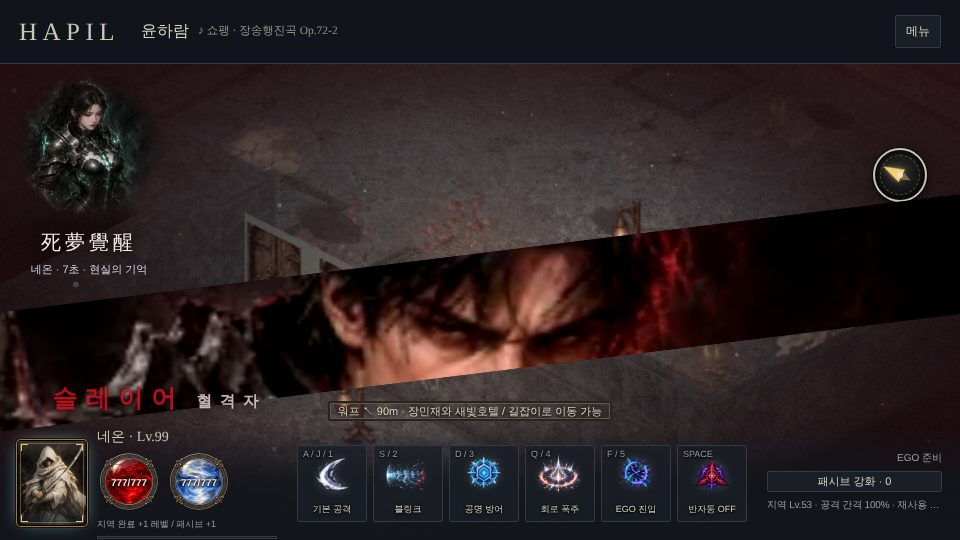 HAPIL 윤하람 ♪ 쇼팽 · 장송행진곡 Op.72-2 메뉴
死夢覺醒
네온 · 7초 · 현실의 기억
슬레이어 혈격자
워프 ↖ 90m · 장민재와 새빛호텔 / 길잡이로 이동 가능
네온 · Lv.99
777/777 777/777
지역 완료 +1 레벨 / 패시브 +1
A / J / 1
기본 공격
S / 2
블링크
D / 3
공명 방어
Q / 4
회로 폭주
F / 5
EGO 진입
SPACE
반자동 OFF
EGO 준비
패시브 강화 · 0
지역 Lv.53 · 공격 간격 100% · 재사용 ...